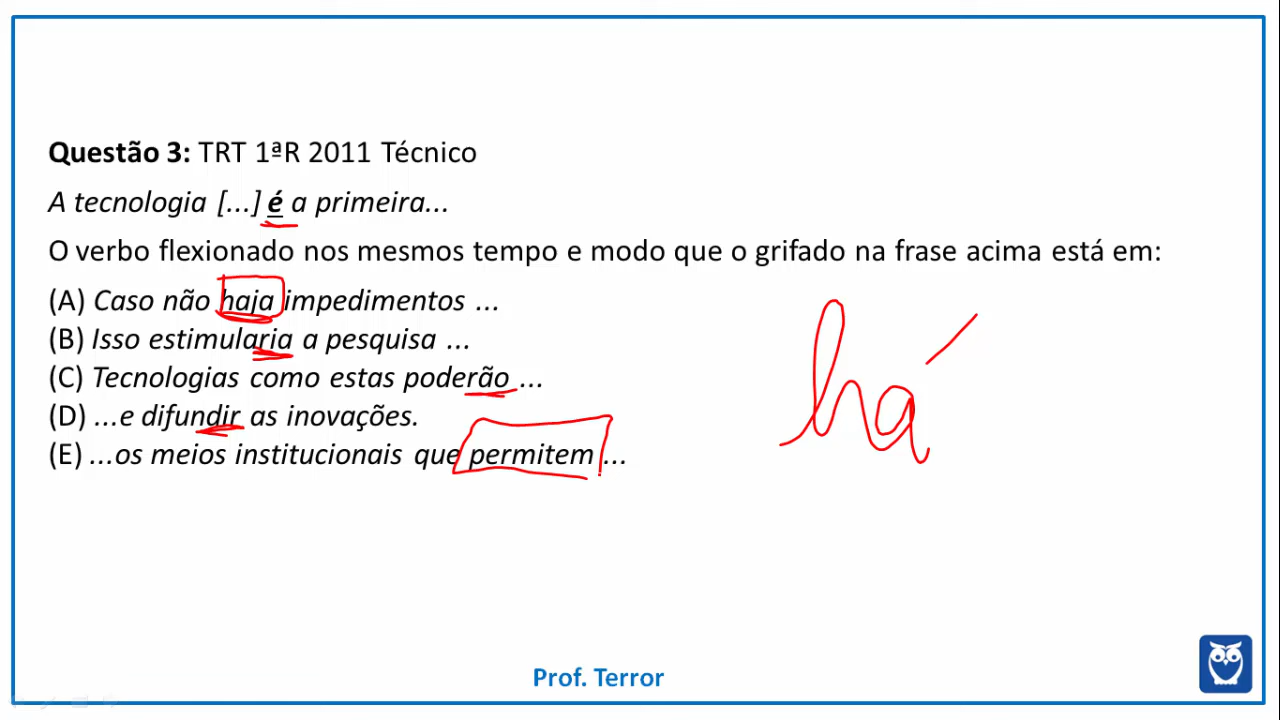 Questão 3: TRT 1ªR 2011 Técnico
A tecnologia [...] é a primeira...
O verbo flexionado nos mesmos tempo e modo que o grifado na frase acima está em:
(A) Caso não haja impedimentos ...
(B) Isso estimularia a pesquisa ...
(C) Tecnologias como estas poderão ...
(D) ...e difundir as inovações.
(E) ...os meios institucionais que permitem ...
há
Prof. Terror